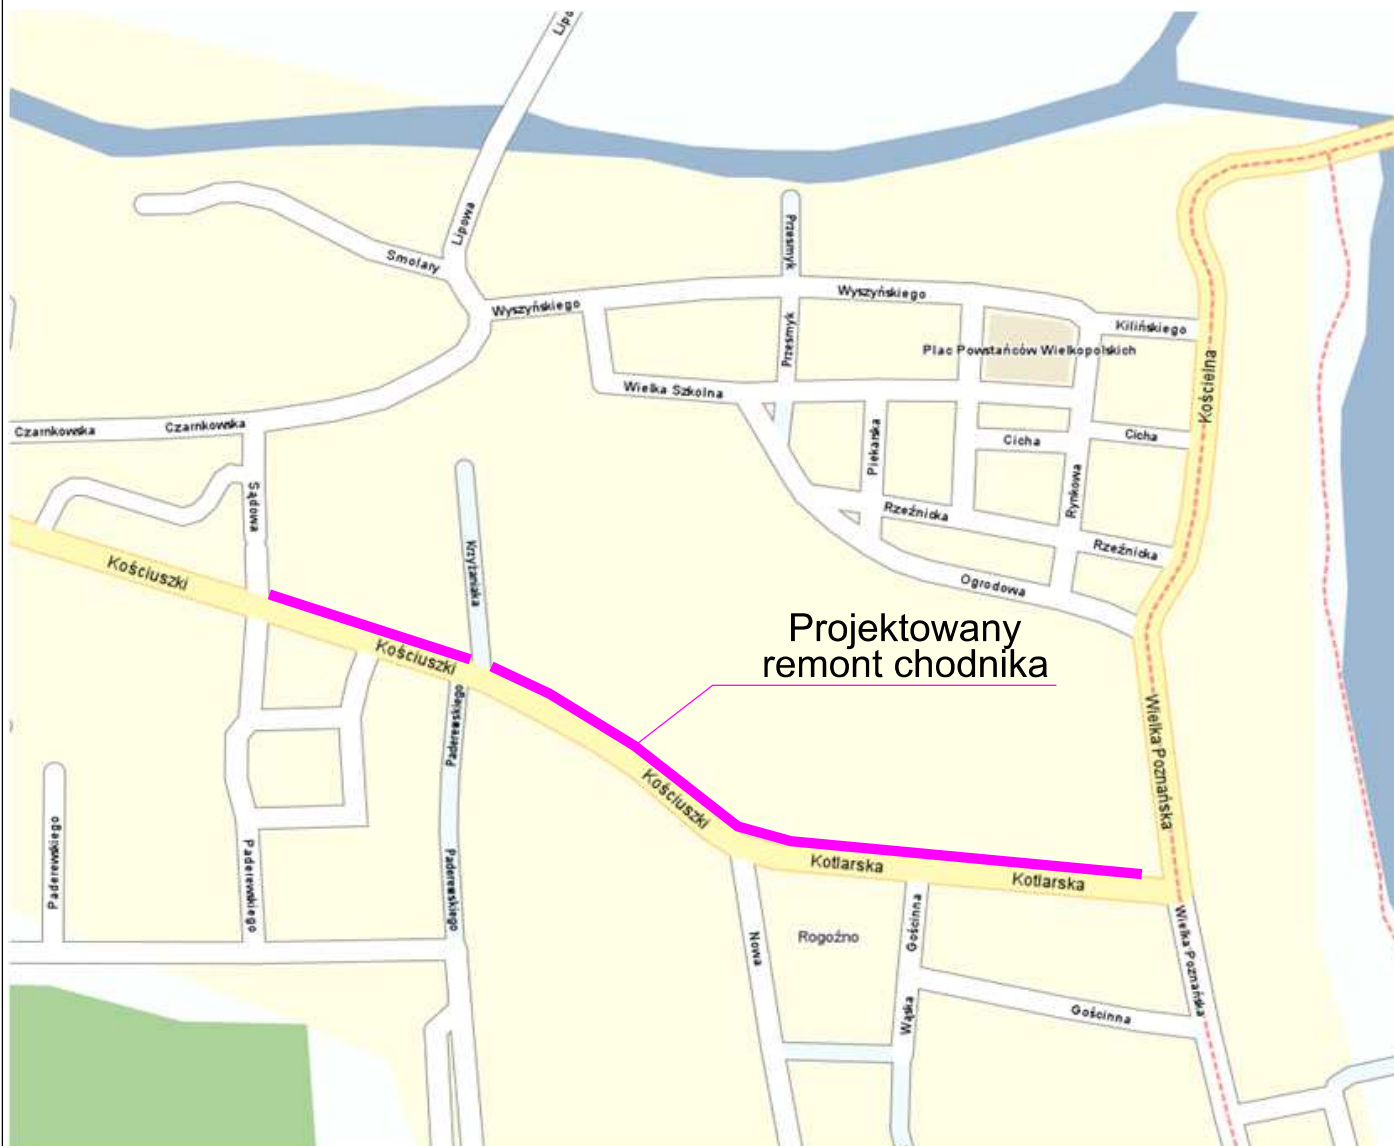 Lipo
Lipowa
Smolary
Przesmyk
Wyszyńskiego
Wyszyńskiego
Kilińskiego
Przesmyk
Plac Powstańców Wielkopolskich
Kościelna
Wielka Szkolna
Czarnkowska
Czarnkowska
Piekarska
Cicha
Cicha
Rynkowa
Sądowa
Rzeźnicka
Rzeźnicka
Krzyżaniaka
Kościuszki
Ogrodowa
Projektowany
remont chodnika
Kościuszki
Paderewskiego
Wielka Poznańska
Kościuszki
Paderewskiego
Paderewskiego
Paderewskiego
Kotlarska
Kotlarska
Nowa
Rogoźno
Gościnna
Wielka Poznańska
Wąska
Gościnna